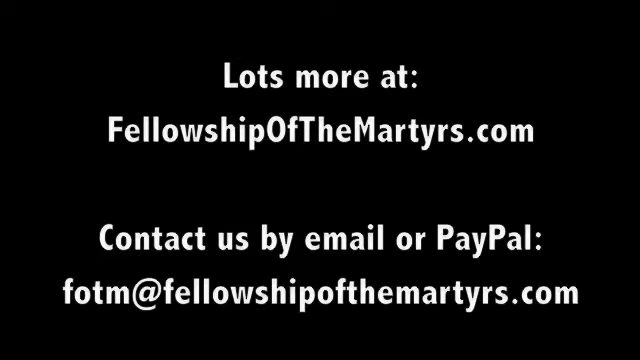 Lots more at:
FellowshipOfTheMartyrs.com
Contact us by email or PayPal:
fotm@fellowshipofthemartyrs.com